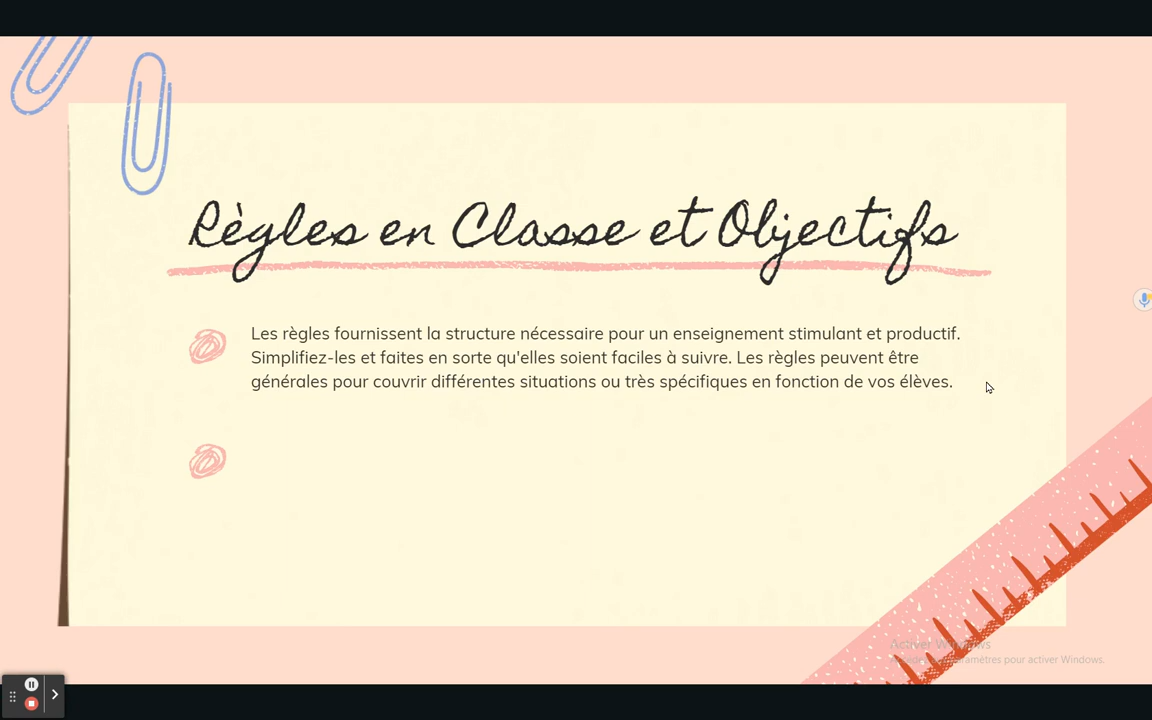 Règles en Classe et Objectifs
Les règles fournissent la structure nécessaire pour un enseignement stimulant et productif.
Simplifiez-les et faites en sorte qu'elles soient faciles à suivre. Les règles peuvent être
générales pour couvrir différentes situations ou très spécifiques en fonction de vos élèves.
Activer Windows
paramètres pour activer Windows.